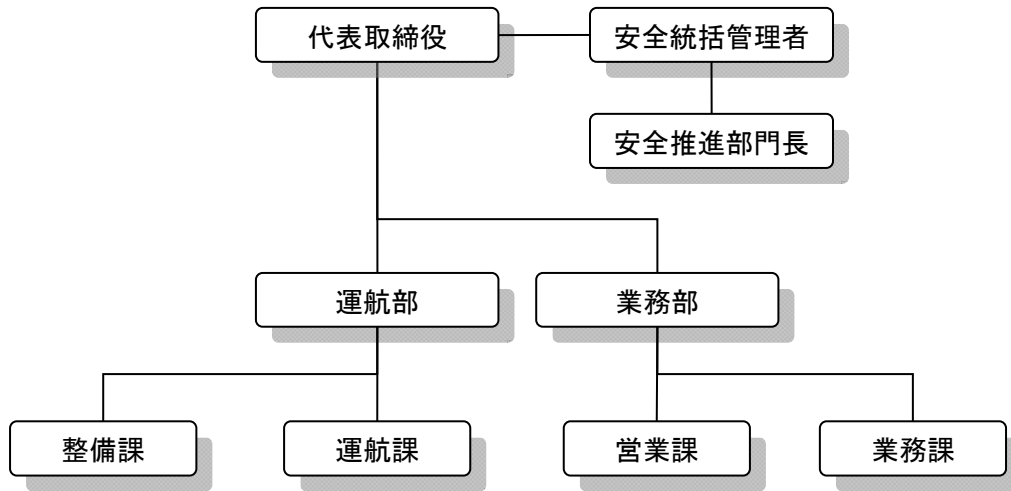 代表取締役
安全統括管理者
安全推進部門長
運航部
業務部
整備課
運航課
営業課
業務課